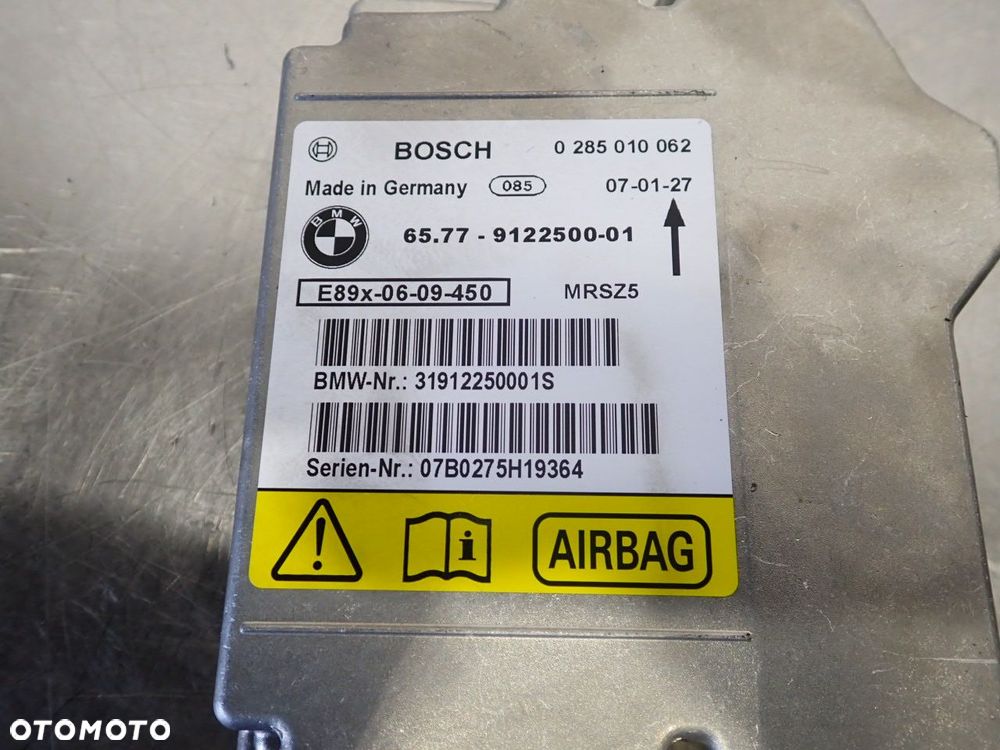 BOSCH 0 285 010 062
Made in Germany 085 07-01-27
BMW
65.77 - 9122500-01
E89x-06-09-450 MRSZ5
BMW-Nr.: 31912250001S
Serien-Nr.: 07B0275H19364
! i AIRBAG
OTOMOTO